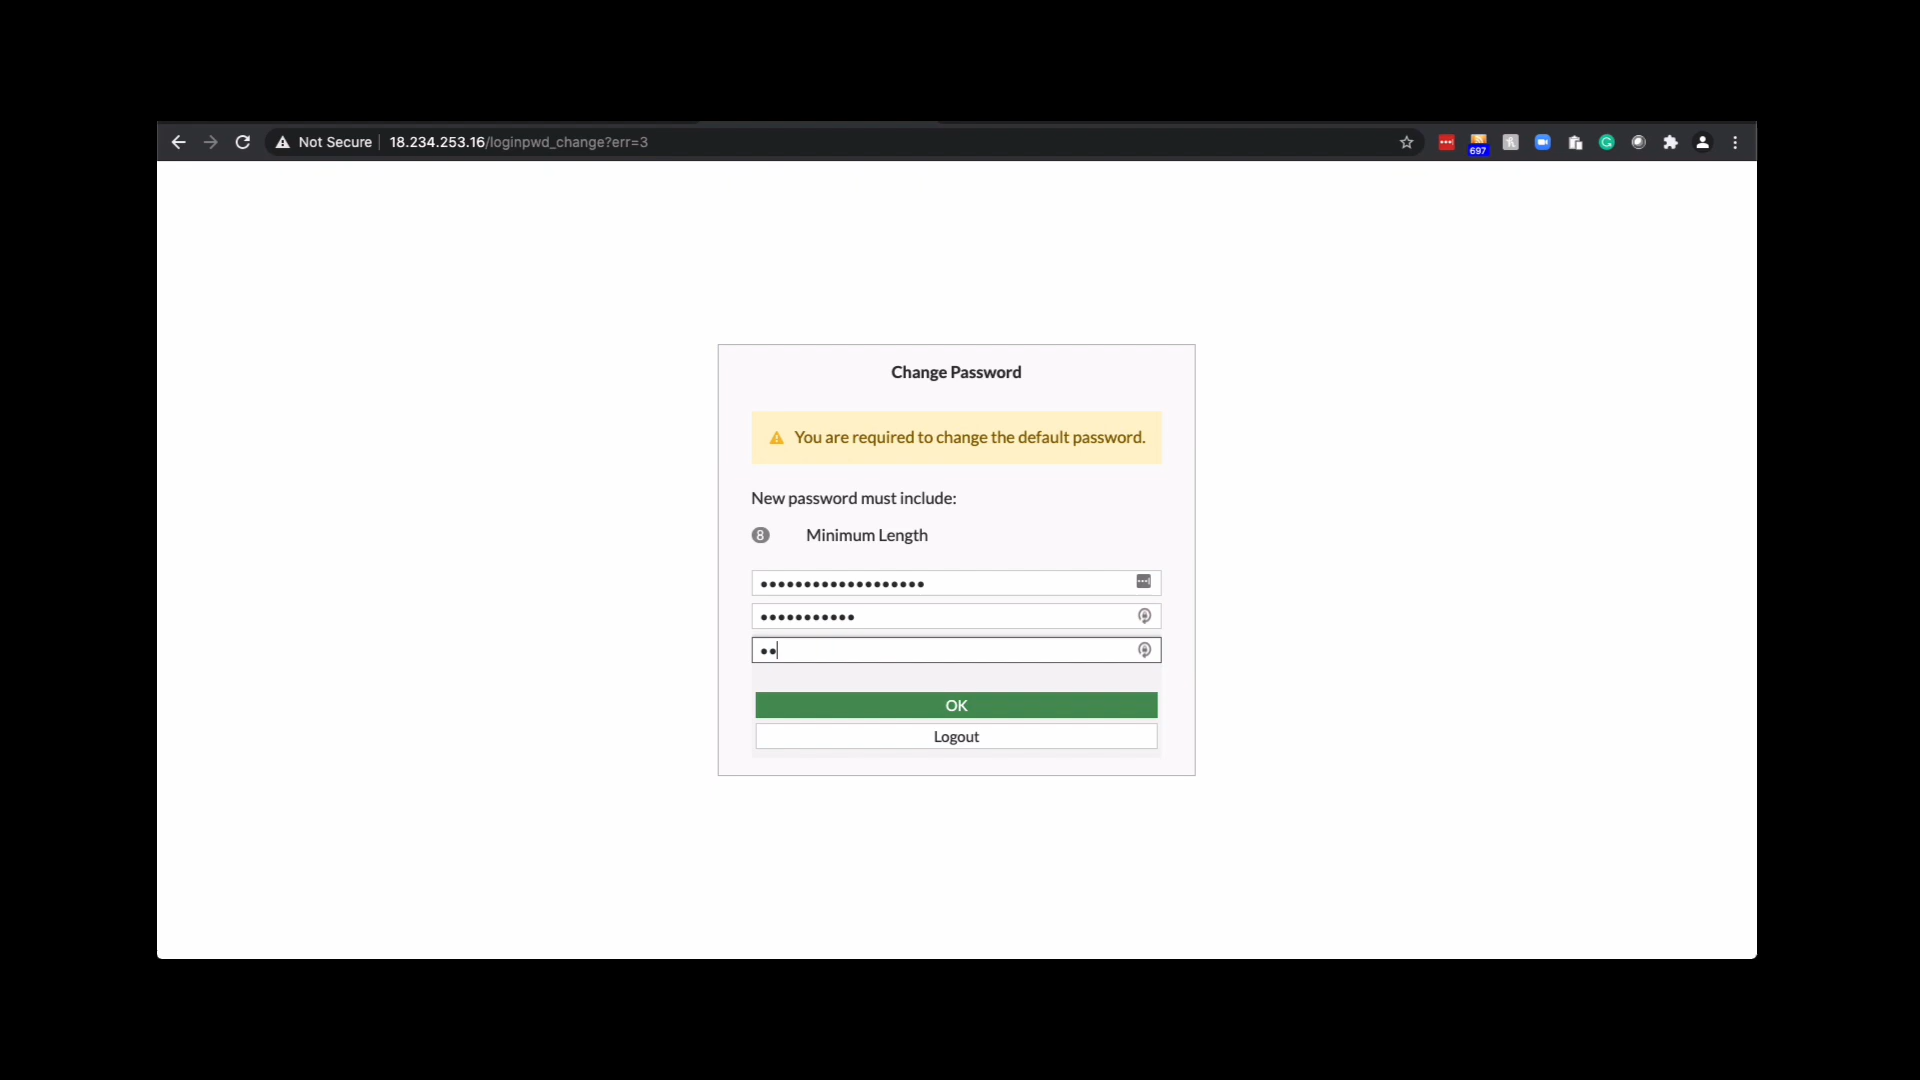 Not Secure
18.234.253.16/loginpwd_change?err=3
697
Change Password
You are required to change the default password.
New password must include:
8 Minimum Length
•••••••••••••••••••
•••••••••••
••
OK
Logout